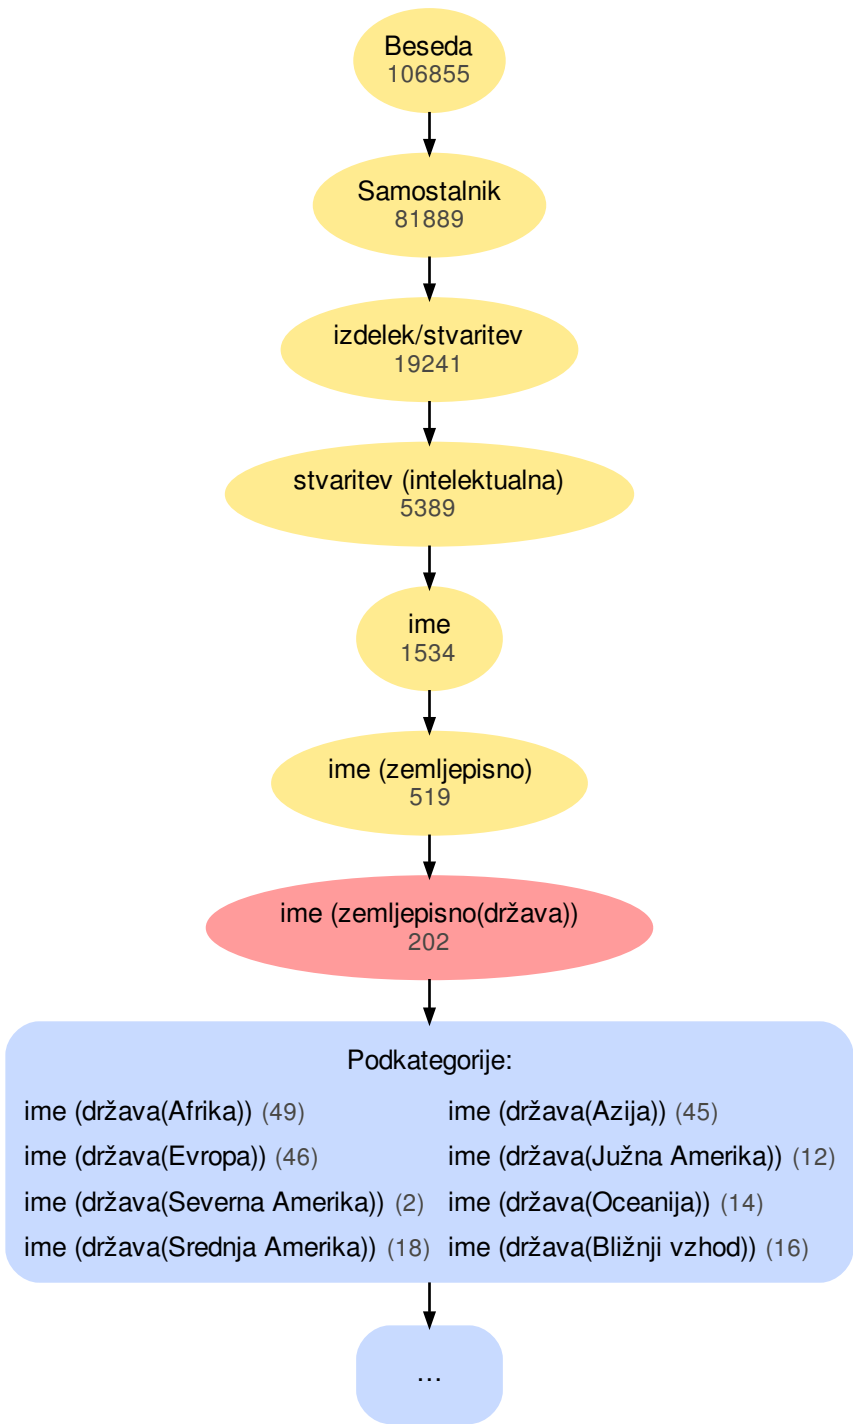 Beseda
106855
Samostalnik
81889
izdelek/stvaritev
19241
stvaritev (intelektualna)
5389
ime
1534
ime (zemljepisno)
519
ime (zemljepisno(država))
202
Podkategorije:
ime (država(Afrika)) (49) ime (država(Azija)) (45)
ime (država(Evropa)) (46) ime (država(Južna Amerika)) (12)
ime (država(Severna Amerika)) (2) ime (država(Oceanija)) (14)
ime (država(Srednja Amerika)) (18) ime (država(Bližnji vzhod)) (16)
...